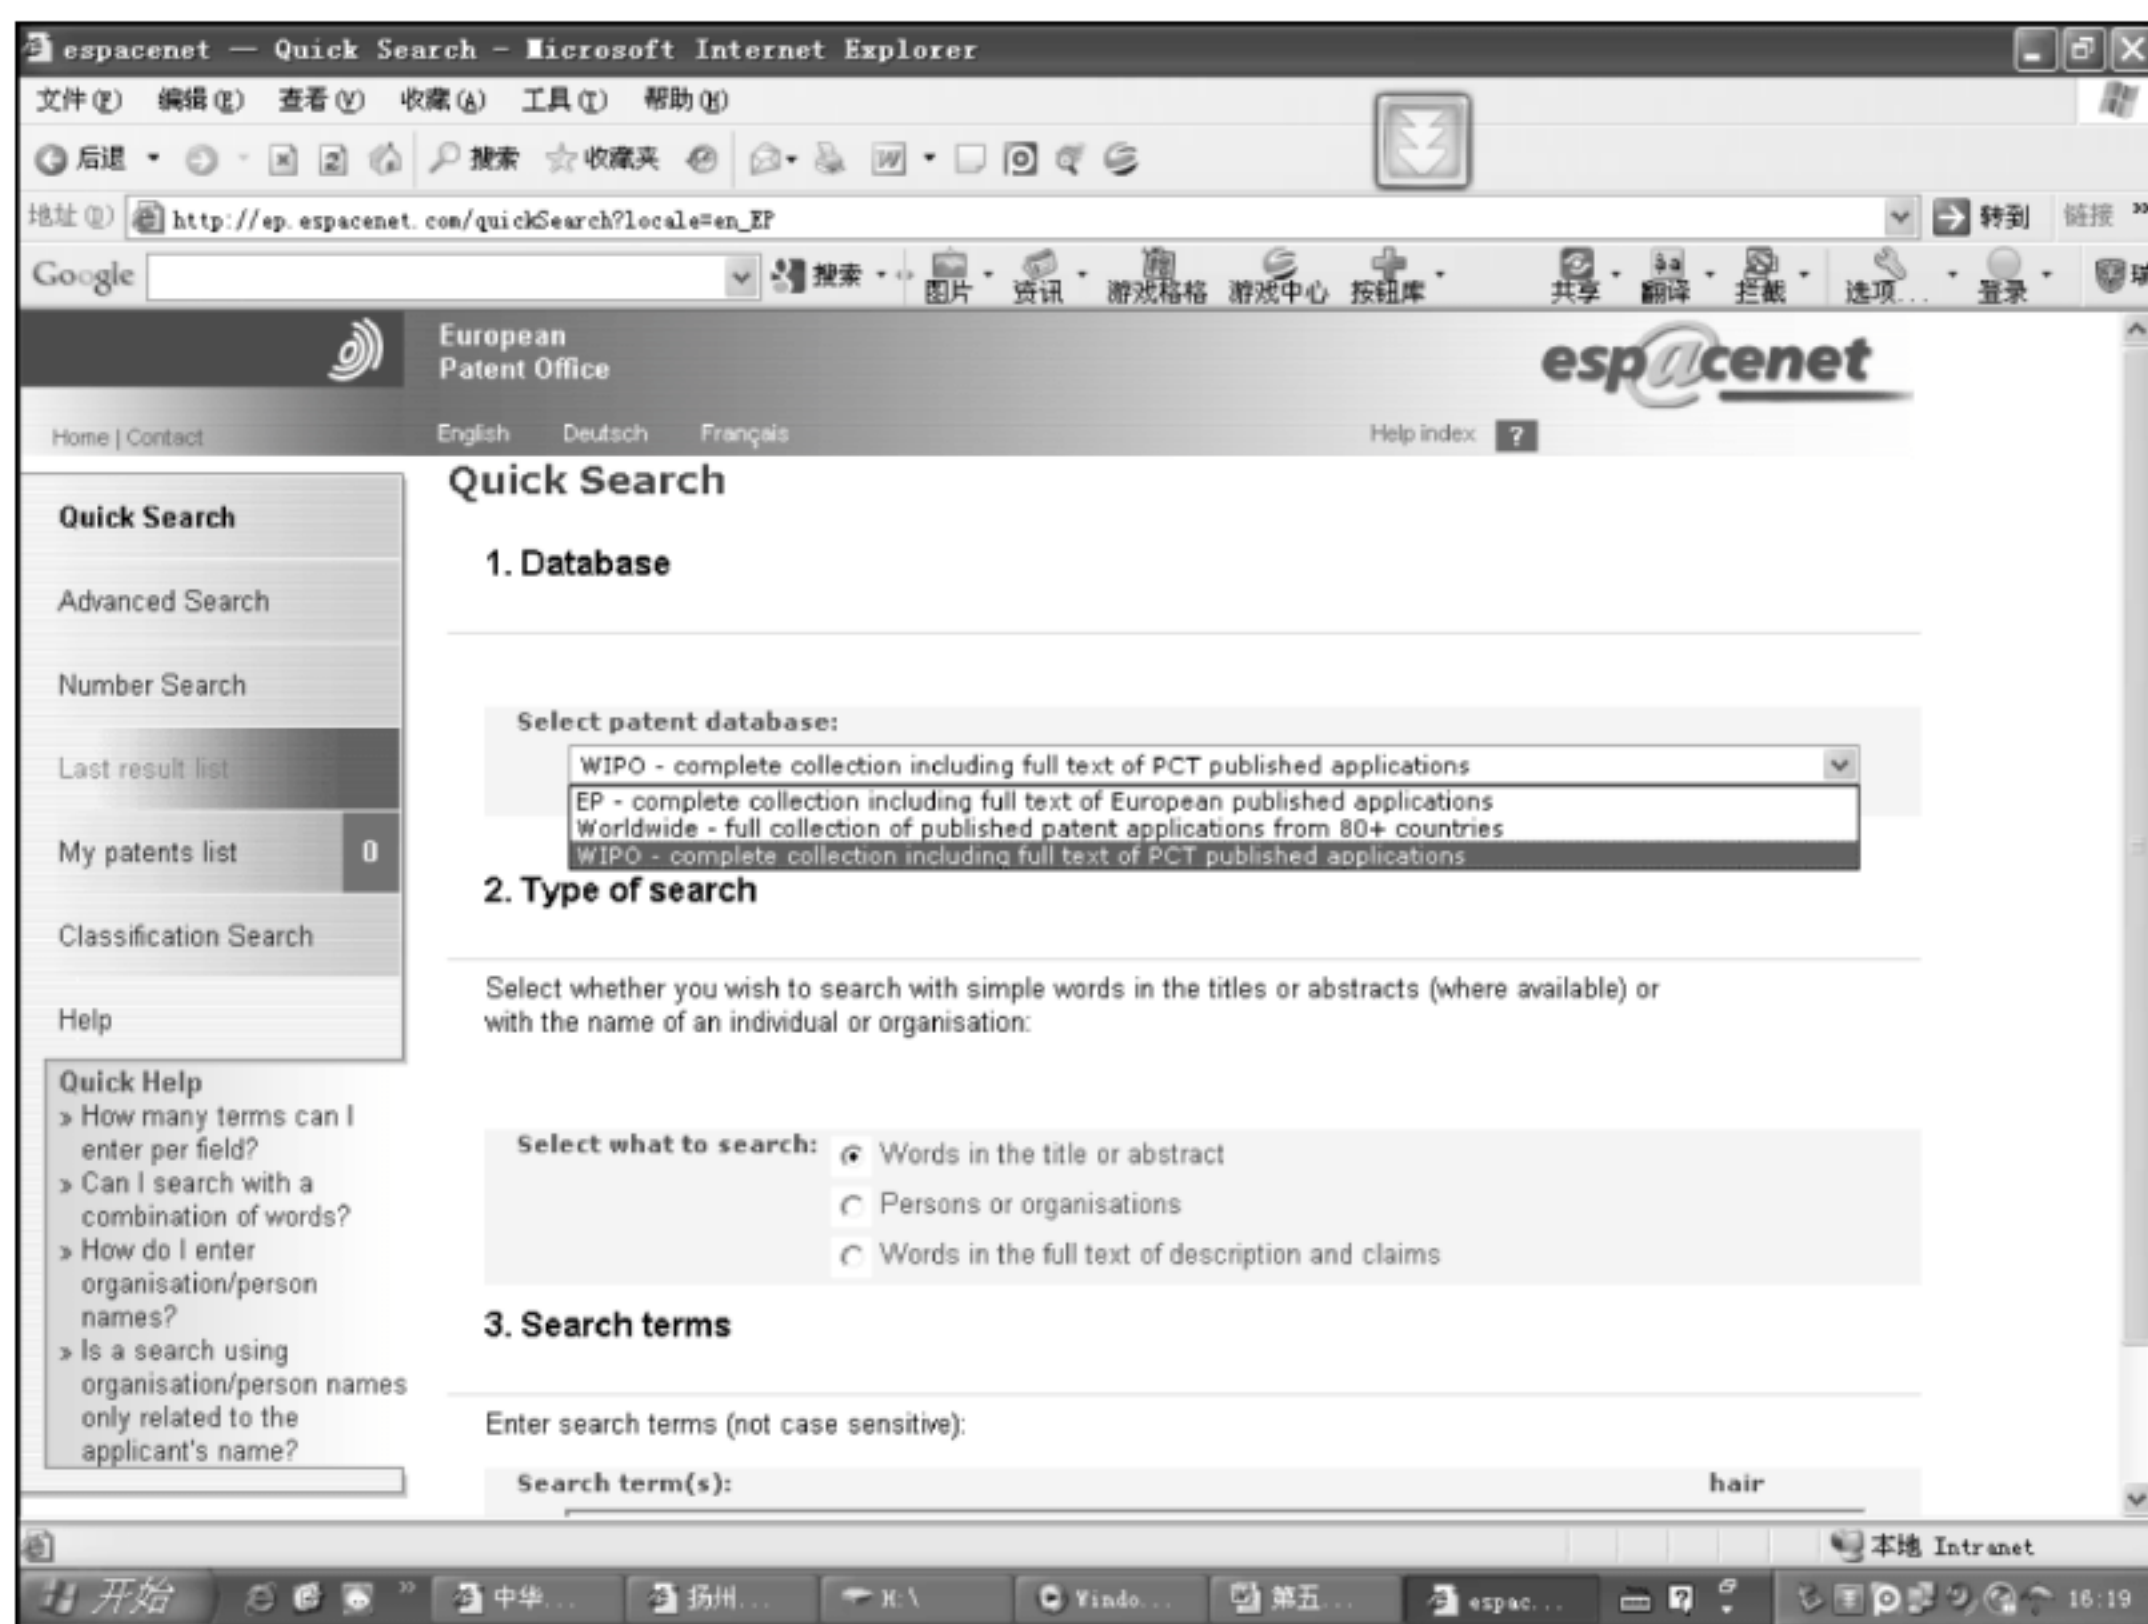 espacenet — Quick Search - Microsoft Internet Explorer
文件(F) 编辑(E) 查看(V) 收藏(A) 工具(T) 帮助(H)
后退 搜索 收藏夹
地址(D) http://ep.espacenet.com/quickSearch?locale=en_EP 转到 链接 »
Google 搜索 图片 资讯 游戏格格 游戏中心 按钮库 共享 翻译 拦截 选项... 登录
European
Patent Office
espacenet
Home | Contact English Deutsch Français Help index ?
Quick Search
Advanced Search
Number Search
Last result list
My patents list 0
Classification Search
Help
Quick Help
» How many terms can I
enter per field?
» Can I search with a
combination of words?
» How do I enter
organisation/person
names?
» Is a search using
organisation/person names
only related to the
applicant's name?
Quick Search
1. Database
Select patent database:
WIPO - complete collection including full text of PCT published applications
EP - complete collection including full text of European published applications
Worldwide - full collection of published patent applications from 80+ countries
WIPO - complete collection including full text of PCT published applications
2. Type of search
Select whether you wish to search with simple words in the titles or abstracts (where available) or
with the name of an individual or organisation:
Select what to search: Words in the title or abstract
Persons or organisations
Words in the full text of description and claims
3. Search terms
Enter search terms (not case sensitive):
Search term(s): hair
本地 Intranet
开始 » 中华... 扬州... H:\ Windo... 第五... espac... 16:19